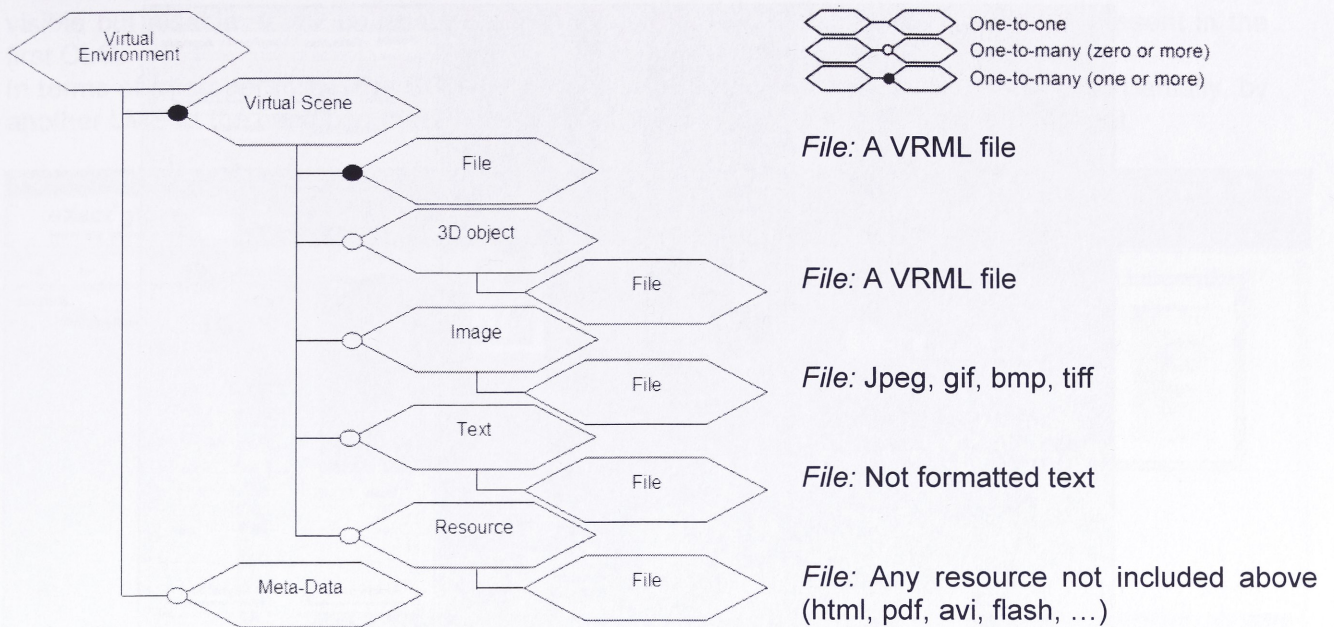 Virtual
Environment
One-to-one
One-to-many (zero or more)
One-to-many (one or more)
Virtual Scene
File
File: A VRML file
3D object
File
File: A VRML file
Image
File
File: Jpeg, gif, bmp, tiff
Text
File
File: Not formatted text
Resource
File
File: Any resource not included above
(html, pdf, avi, flash, …)
Meta-Data